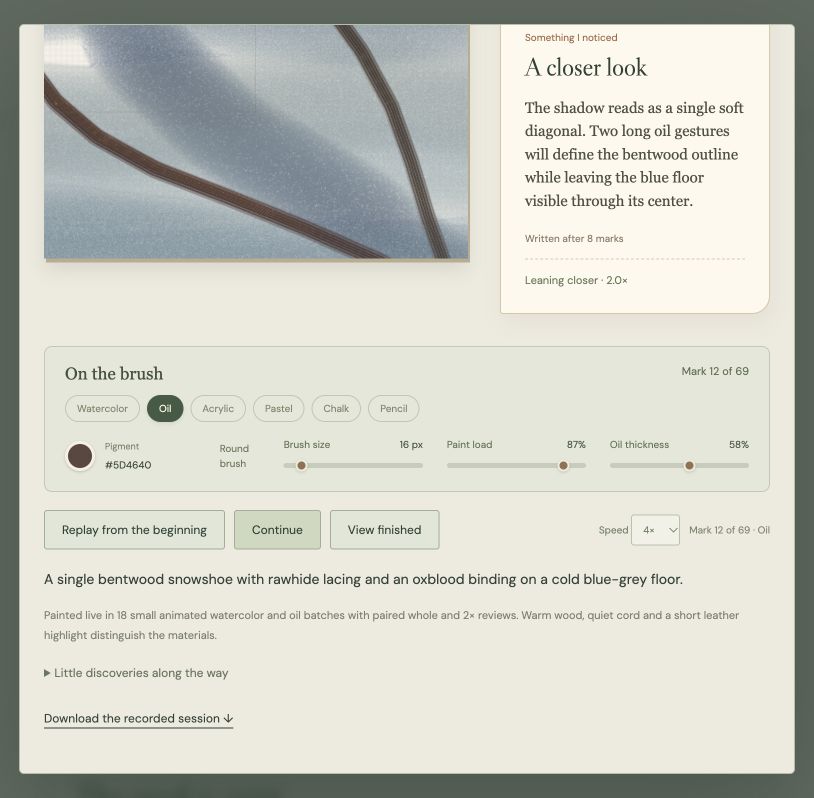 Something I noticed
A closer look
The shadow reads as a single soft
diagonal. Two long oil gestures
will define the bentwood outline
while leaving the blue floor
visible through its center.
Written after 8 marks
Leaning closer · 2.0×
On the brush
Mark 12 of 69
Watercolor
Oil
Acrylic
Pastel
Chalk
Pencil
Pigment
#5D4640
Round
brush
Brush size
16 px
Paint load
87%
Oil thickness
58%
Replay from the beginning
Continue
View finished
Speed
4×
Mark 12 of 69 · Oil
A single bentwood snowshoe with rawhide lacing and an oxblood binding on a cold blue-grey floor.
Painted live in 18 small animated watercolor and oil batches with paired whole and 2× reviews. Warm wood, quiet cord and a short leather
highlight distinguish the materials.
Little discoveries along the way
Download the recorded session ↓